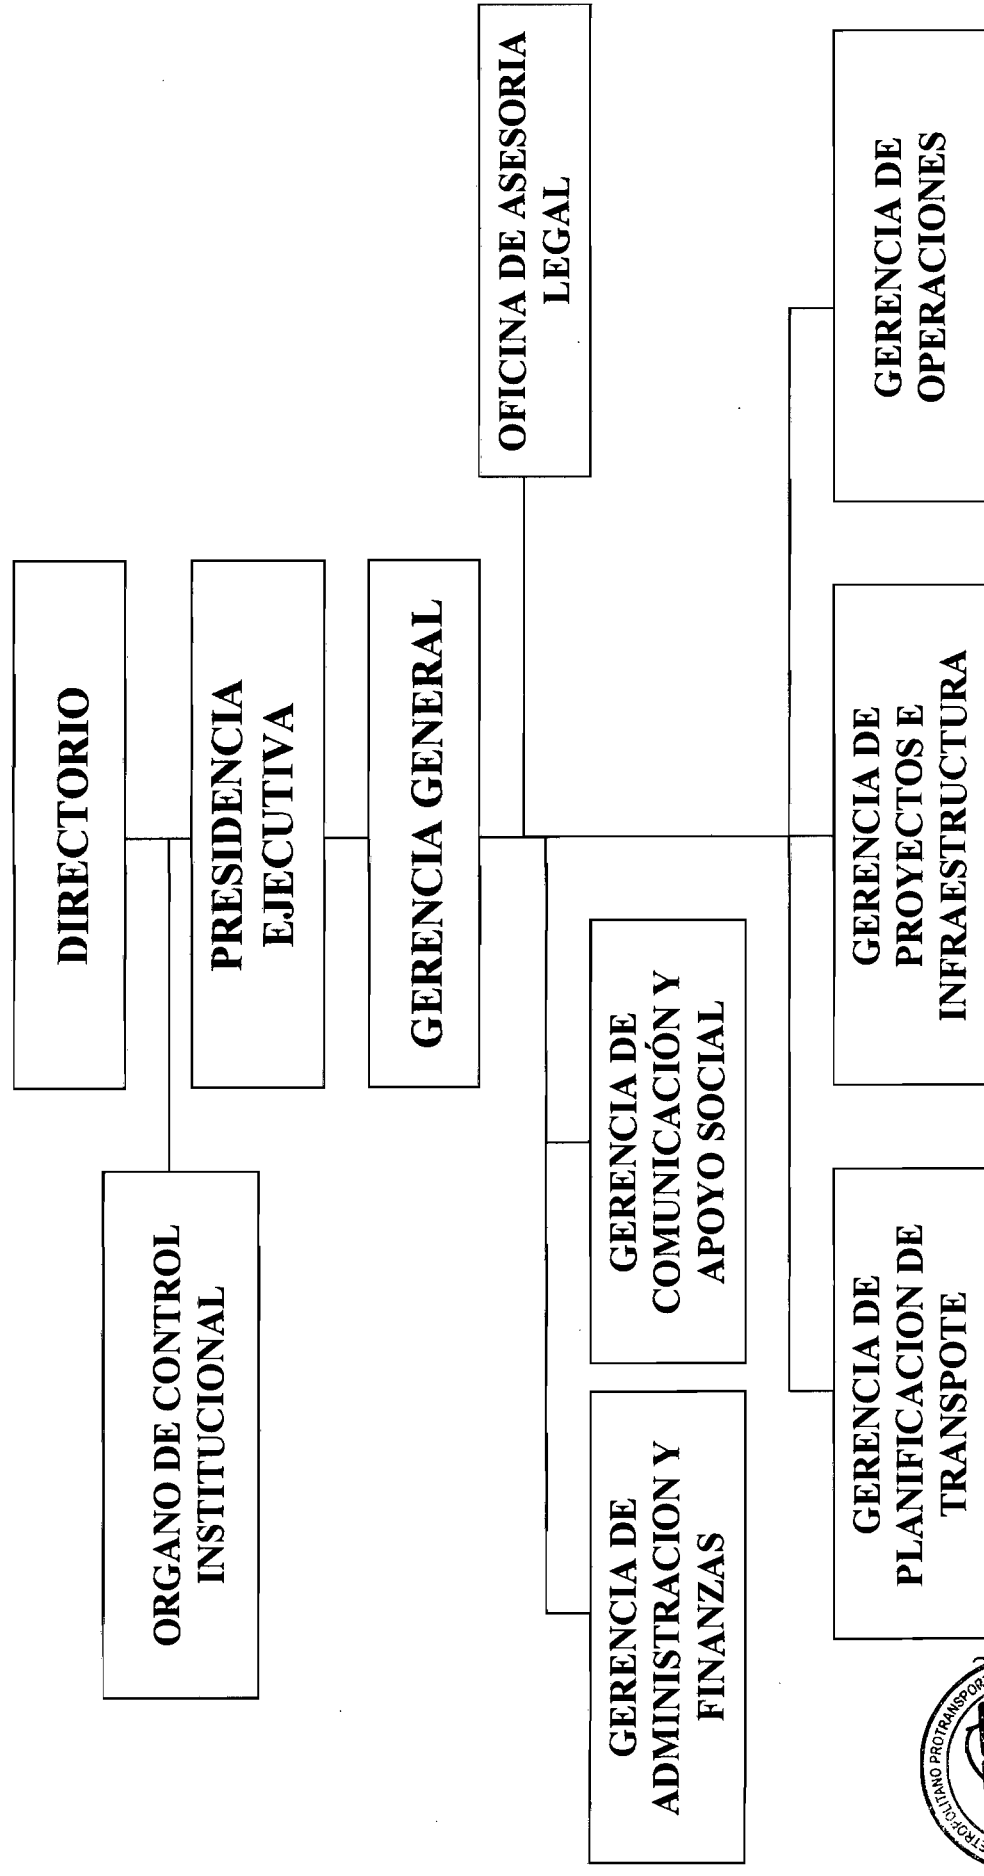 DIRECTORIO
ORGANO DE CONTROL
INSTITUCIONAL
PRESIDENCIA
EJECUTIVA
GERENCIA GENERAL
OFICINA DE ASESORIA
LEGAL
GERENCIA DE
ADMINISTRACION Y
FINANZAS
GERENCIA DE
COMUNICACIÓN Y
APOYO SOCIAL
GERENCIA DE
PLANIFICACION DE
TRANSPOTE
GERENCIA DE
PROYECTOS E
INFRAESTRUCTURA
GERENCIA DE
OPERACIONES